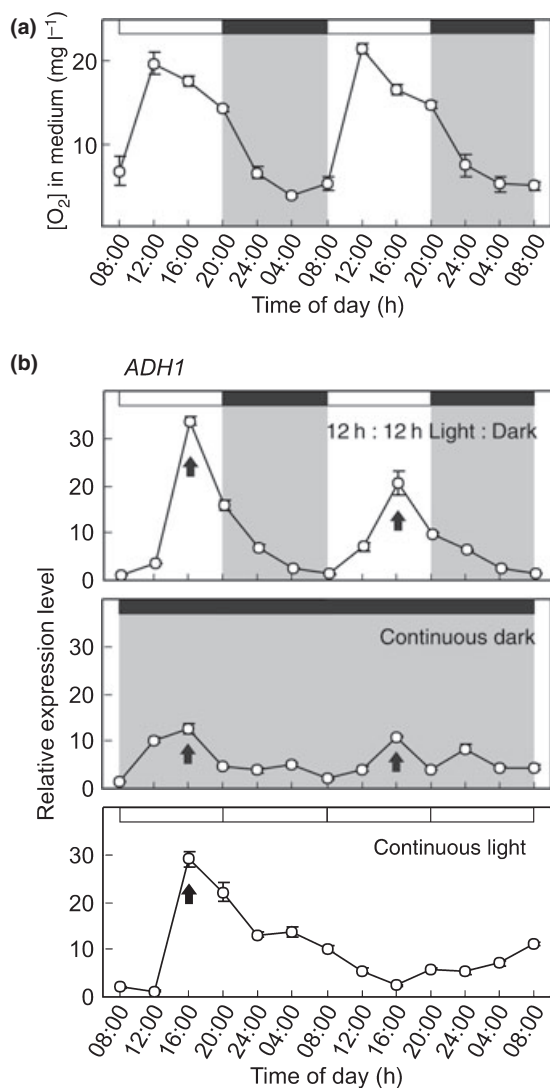 (a)
[O₂] in medium (mg l⁻¹)
20
10
08:00 12:00 16:00 20:00 24:00 04:00 08:00 12:00 16:00 20:00 24:00 04:00 08:00
Time of day (h)
(b)
ADH1
Relative expression level
12 h : 12 h Light : Dark
30
20
10
0
Continuous dark
30
20
10
0
Continuous light
30
20
10
0
08:00 12:00 16:00 20:00 24:00 04:00 08:00 12:00 16:00 20:00 24:00 04:00 08:00
Time of day (h)